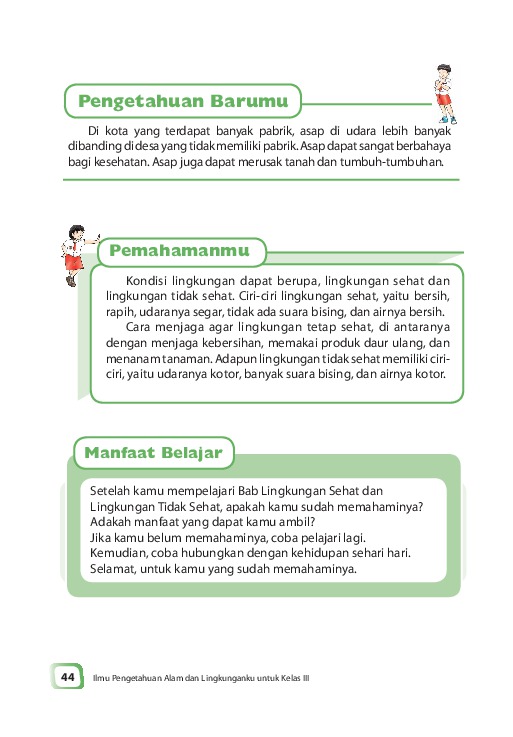 Pengetahuan Barumu
Di kota yang terdapat banyak pabrik, asap di udara lebih banyak
dibanding di desa yang tidak memiliki pabrik. Asap dapat sangat berbahaya
bagi kesehatan. Asap juga dapat merusak tanah dan tumbuh-tumbuhan.
Pemahamanmu
Kondisi lingkungan dapat berupa, lingkungan sehat dan
lingkungan tidak sehat. Ciri-ciri lingkungan sehat, yaitu bersih,
rapih, udaranya segar, tidak ada suara bising, dan airnya bersih.
Cara menjaga agar lingkungan tetap sehat, di antaranya
dengan menjaga kebersihan, memakai produk daur ulang, dan
menanam tanaman. Adapun lingkungan tidak sehat memiliki ciri-
ciri, yaitu udaranya kotor, banyak suara bising, dan airnya kotor.
Manfaat Belajar
Setelah kamu mempelajari Bab Lingkungan Sehat dan
Lingkungan Tidak Sehat, apakah kamu sudah memahaminya?
Adakah manfaat yang dapat kamu ambil?
Jika kamu belum memahaminya, coba pelajari lagi.
Kemudian, coba hubungkan dengan kehidupan sehari hari.
Selamat, untuk kamu yang sudah memahaminya.
44 Ilmu Pengetahuan Alam dan Lingkunganku untuk Kelas III